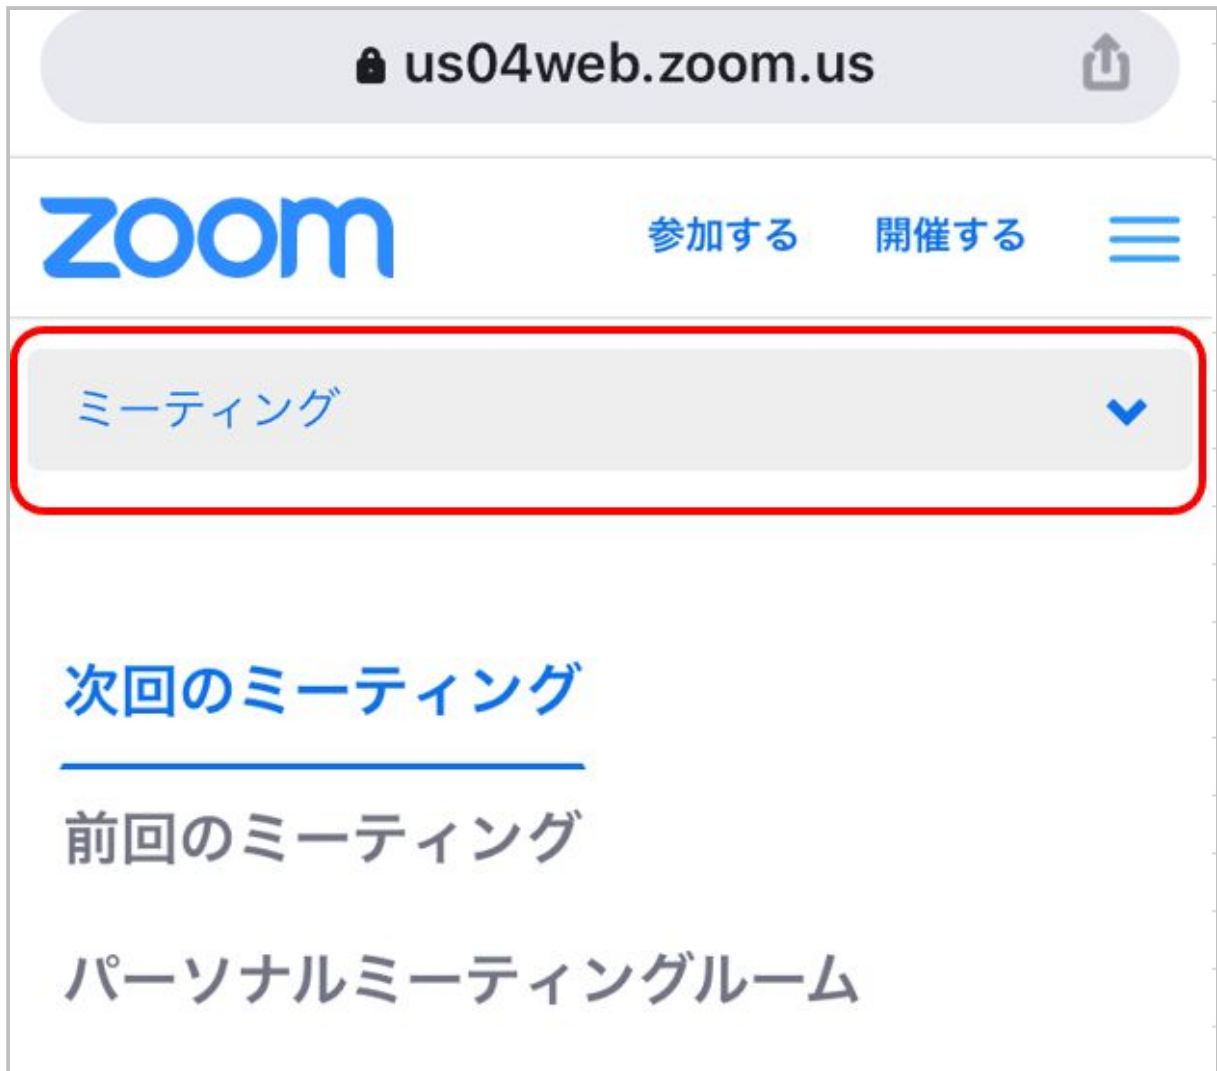 us04web.zoom.us
zoom 参加する 開催する
ミーティング
次回のミーティング
前回のミーティング
パーソナルミーティングルーム